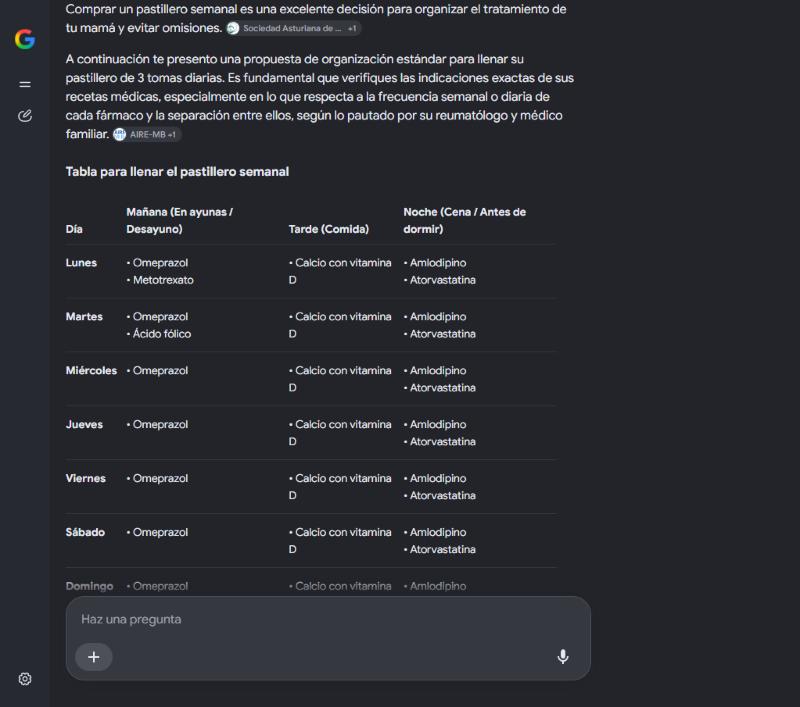 Comprar un pastillero semanal es una excelente decisión para organizar el tratamiento de
tu mamá y evitar omisiones. Sociedad Asturiana de ... +1
A continuación te presento una propuesta de organización estándar para llenar su
pastillero de 3 tomas diarias. Es fundamental que verifiques las indicaciones exactas de sus
recetas médicas, especialmente en lo que respecta a la frecuencia semanal o diaria de
cada fármaco y la separación entre ellos, según lo pautado por su reumatólogo y médico
familiar. AIRE-MB +1
Tabla para llenar el pastillero semanal
Día
Mañana (En ayunas /
Desayuno)
Tarde (Comida)
Noche (Cena / Antes de
dormir)
Lunes
• Omeprazol
• Metotrexato
• Calcio con vitamina
D
• Amlodipino
• Atorvastatina
Martes
• Omeprazol
• Ácido fólico
• Calcio con vitamina
D
• Amlodipino
• Atorvastatina
Miércoles
• Omeprazol
• Calcio con vitamina
D
• Amlodipino
• Atorvastatina
Jueves
• Omeprazol
• Calcio con vitamina
D
• Amlodipino
• Atorvastatina
Viernes
• Omeprazol
• Calcio con vitamina
D
• Amlodipino
• Atorvastatina
Sábado
• Omeprazol
• Calcio con vitamina
D
• Amlodipino
• Atorvastatina
Domingo
• Omeprazol
• Calcio con vitamina
• Amlodipino
Haz una pregunta